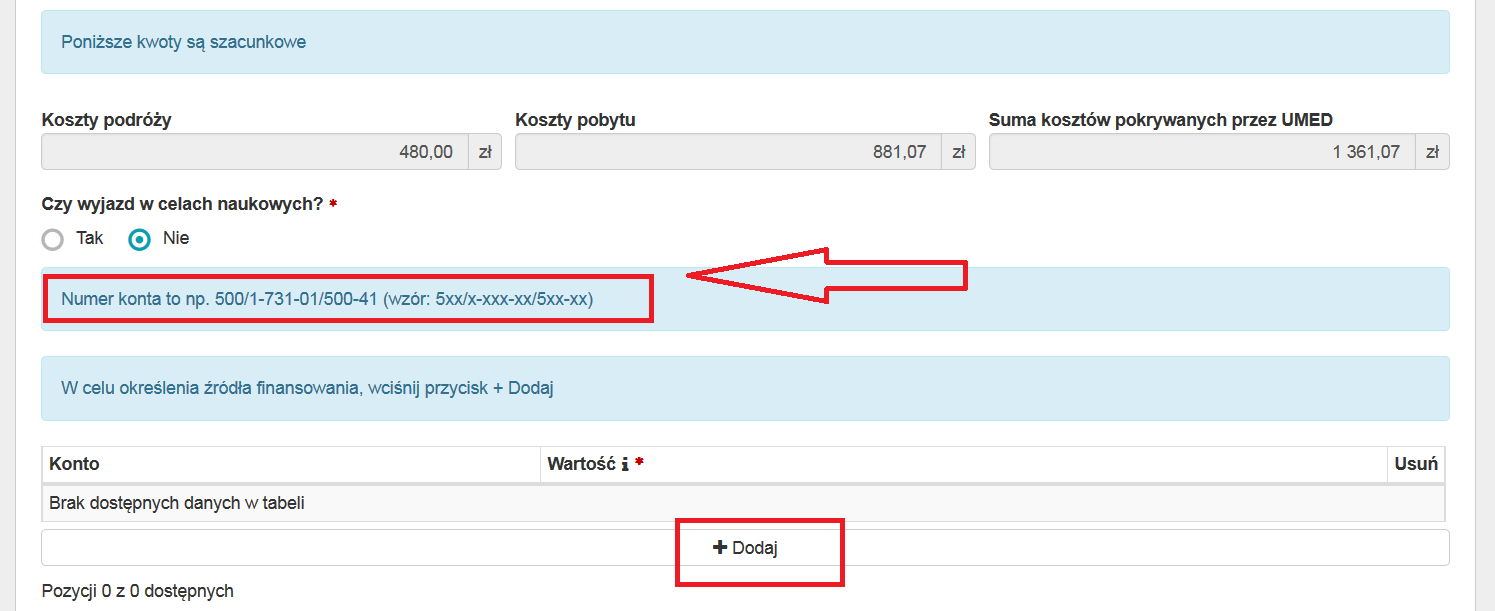 Poniższe kwoty są szacunkowe
Koszty podróży Koszty pobytu Suma kosztów pokrywanych przez UMED
480,00 zł 881,07 zł 1 361,07 zł
Czy wyjazd w celach naukowych? *
Tak Nie
Numer konta to np. 500/1-731-01/500-41 (wzór: 5xx/x-xxx-xx/5xx-xx)
W celu określenia źródła finansowania, wciśnij przycisk + Dodaj
Konto Wartość i * Usuń
Brak dostępnych danych w tabeli
+ Dodaj
Pozycji 0 z 0 dostępnych